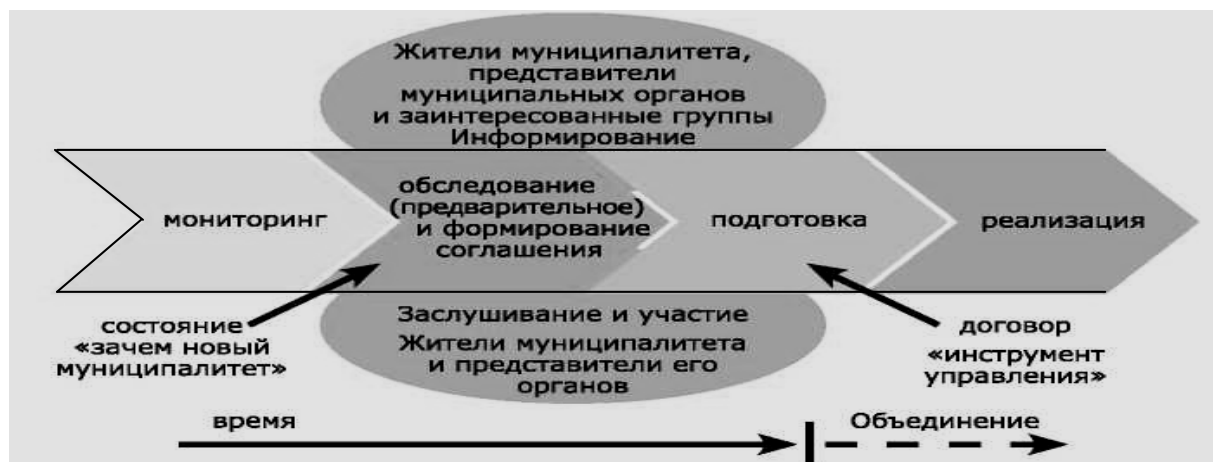 Жители муниципалитета,
представители
муниципальных органов
и заинтересованные группы
Информирование
мониторинг
обследование
(предварительное)
и формирование
соглашения
подготовка
реализация
состояние
«зачем новый
муниципалитет»
Заслушивание и участие
Жители муниципалитета
и представители его
органов
договор
«инструмент
управления»
время
Объединение